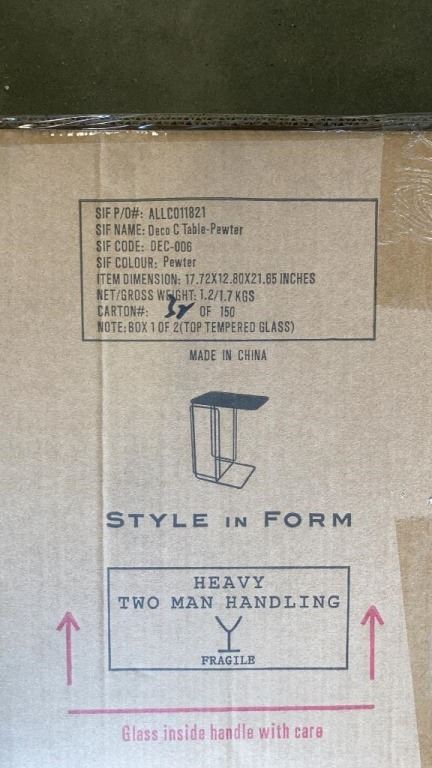 SIF P/O#: ALLCO11821
SIF NAME: Deco C Table-Pewter
SIF CODE: DEC-006
SIF COLOUR: Pewter
ITEM DIMENSION: 17.72X12.80X21.65 INCHES
NET/GROSS WEIGHT: 1.2/1.7 KGS
CARTON#: OF 150
NOTE: BOX 1 OF 2(TOP TEMPERED GLASS)
MADE IN CHINA
STYLE IN FORM
HEAVY
TWO MAN HANDLING
FRAGILE
Glass inside handle with care